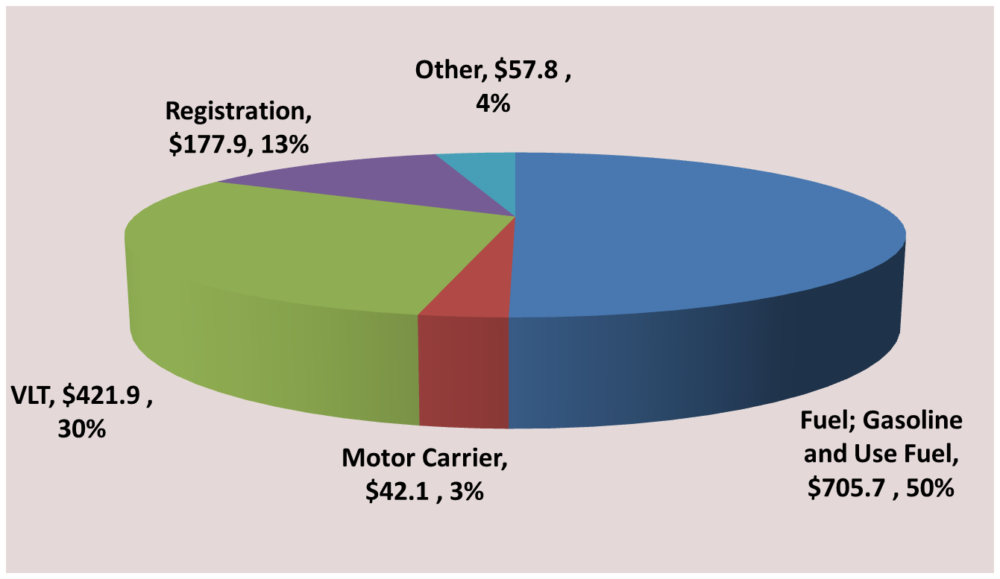 Other, $57.8 ,
4%
Registration,
$177.9, 13%
VLT, $421.9 ,
30%
Motor Carrier,
$42.1 , 3%
Fuel; Gasoline
and Use Fuel,
$705.7 , 50%